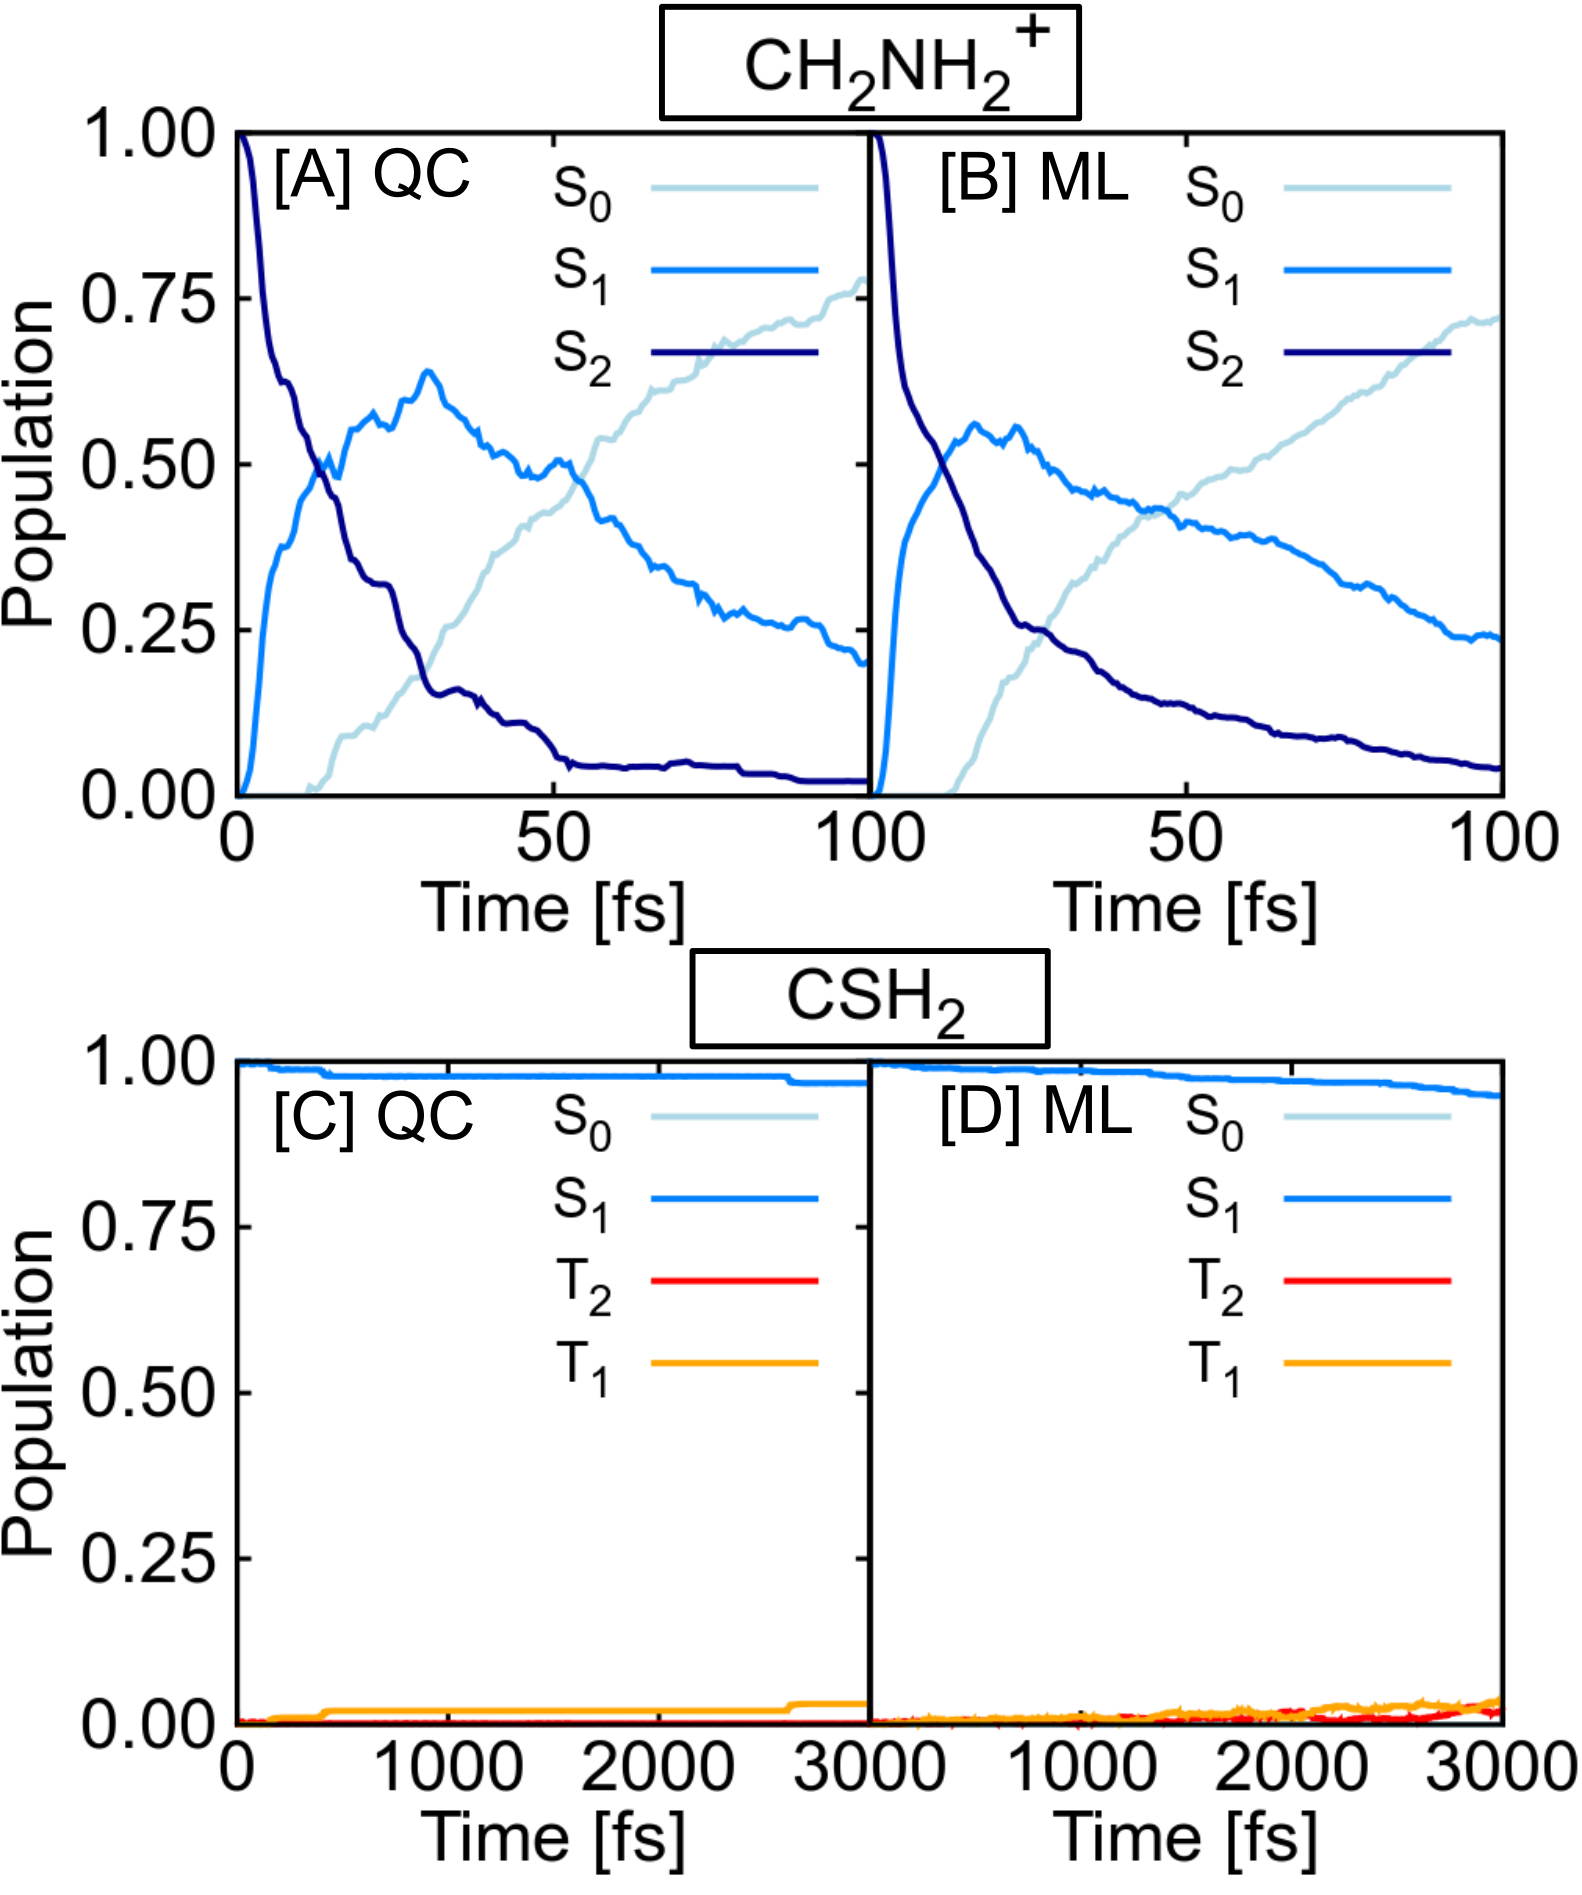 CH₂NH₂⁺
1.00
[A] QC
[B] ML
S₀
S₀
S₁
S₁
0.75
S₂
S₂
0.50
0.25
0.00
Population
0
50
100
50
100
Time [fs]
Time [fs]
CSH₂
1.00
[C] QC
[D] ML
S₀
S₀
S₁
S₁
0.75
T₂
T₂
T₁
T₁
0.50
0.25
0.00
Population
0
1000
2000
3000
1000
2000
3000
Time [fs]
Time [fs]